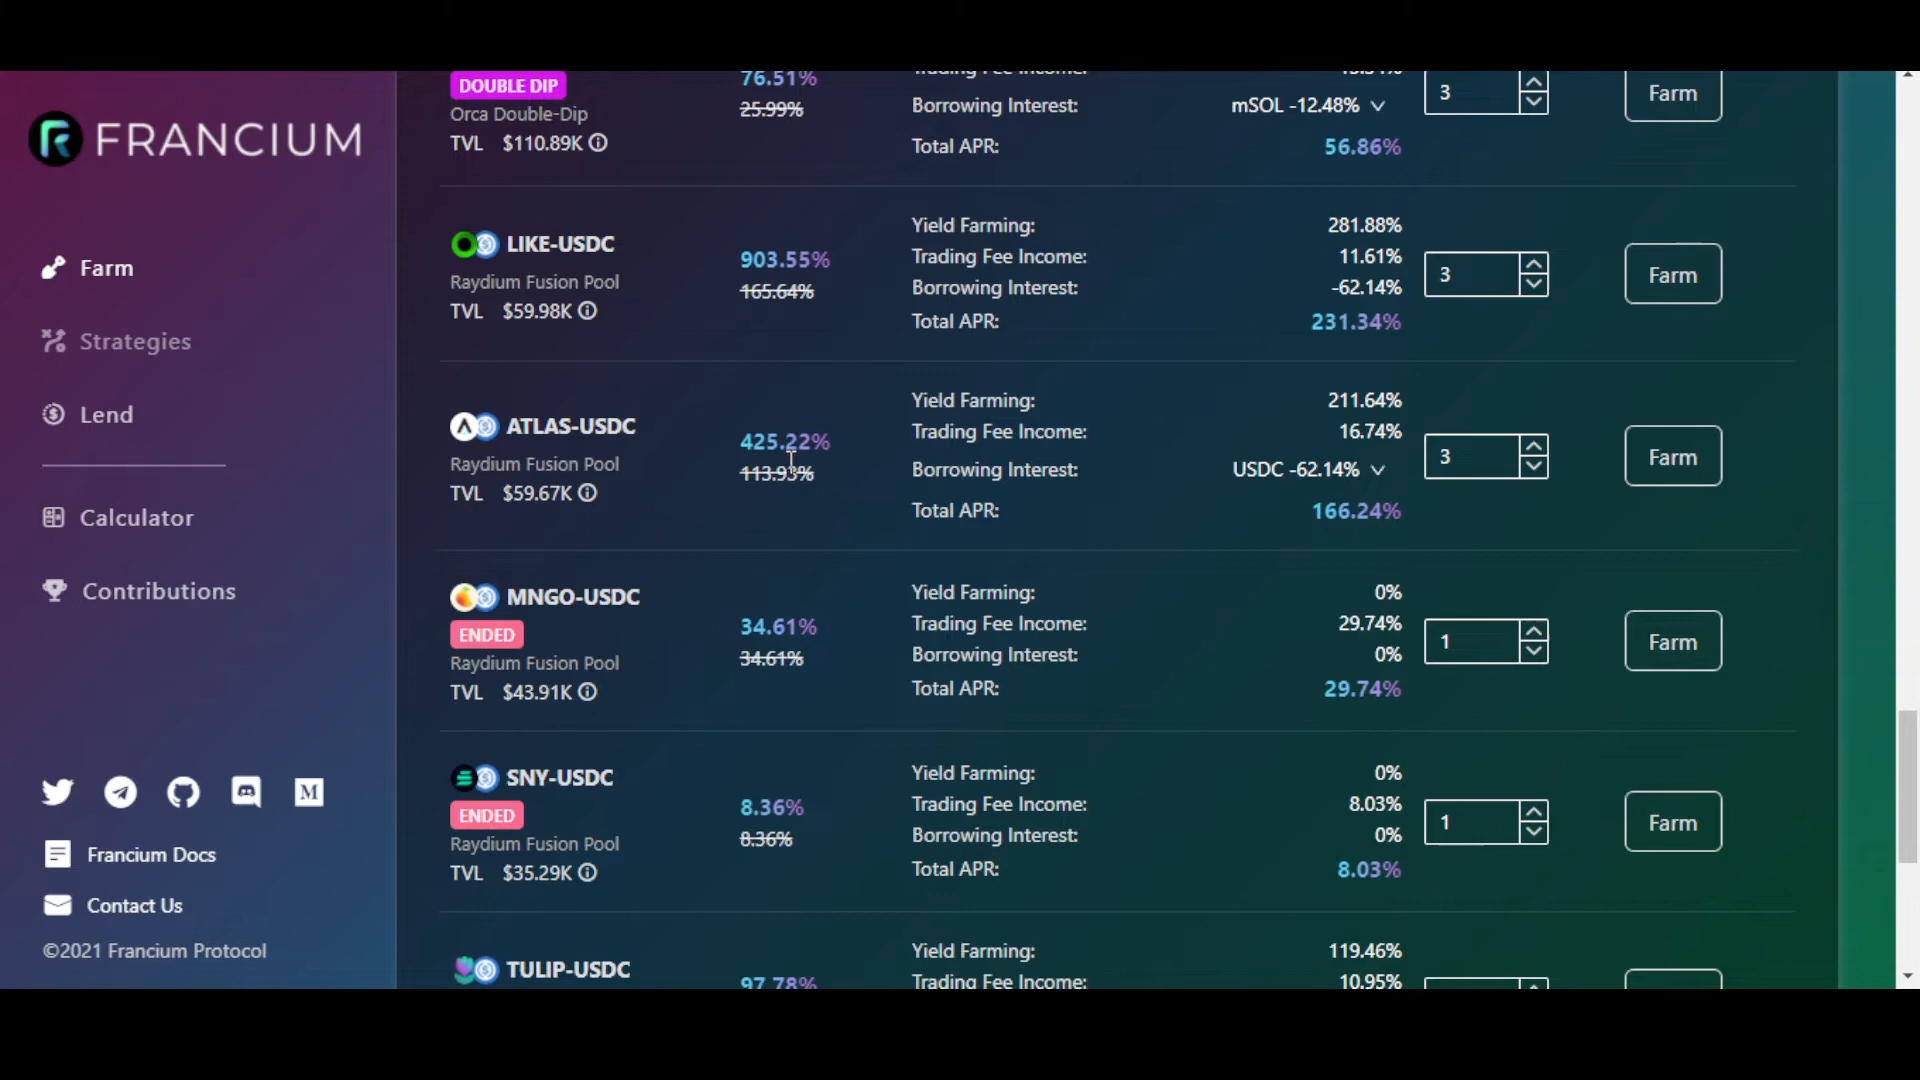 FRANCIUM
Farm
Strategies
Lend
Calculator
Contributions
Francium Docs
Contact Us
©2021 Francium Protocol
DOUBLE DIP
Orca Double-Dip
TVL $110.89K
76.51%
25.99%
Trading Fee Income:
Borrowing Interest: mSOL -12.48%
Total APR: 56.86%
3
Farm
LIKE-USDC
Raydium Fusion Pool
TVL $59.98K
903.55%
165.64%
Yield Farming: 281.88%
Trading Fee Income: 11.61%
Borrowing Interest: -62.14%
Total APR: 231.34%
3
Farm
ATLAS-USDC
Raydium Fusion Pool
TVL $59.67K
425.22%
113.93%
Yield Farming: 211.64%
Trading Fee Income: 16.74%
Borrowing Interest: USDC -62.14%
Total APR: 166.24%
3
Farm
MNGO-USDC
ENDED
Raydium Fusion Pool
TVL $43.91K
34.61%
34.61%
Yield Farming: 0%
Trading Fee Income: 29.74%
Borrowing Interest: 0%
Total APR: 29.74%
1
Farm
SNY-USDC
ENDED
Raydium Fusion Pool
TVL $35.29K
8.36%
8.36%
Yield Farming: 0%
Trading Fee Income: 8.03%
Borrowing Interest: 0%
Total APR: 8.03%
1
Farm
TULIP-USDC
97.78%
Yield Farming: 119.46%
Trading Fee Income: 10.95%